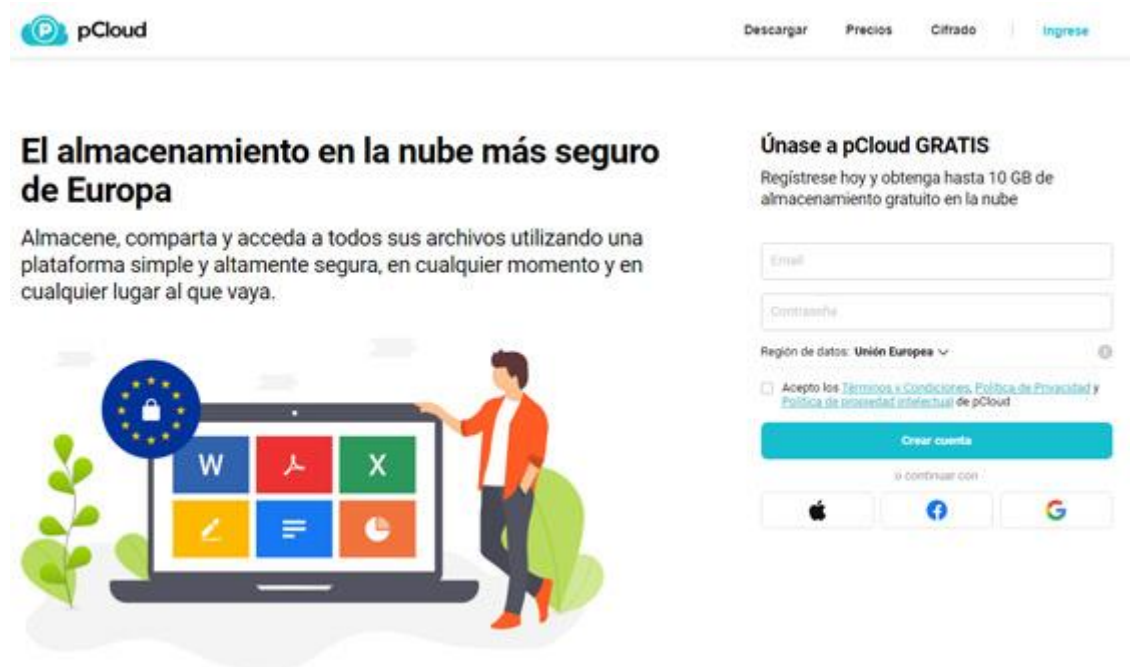 pCloud
Descargar Precios Cifrado Ingrese
El almacenamiento en la nube más seguro
de Europa
Almacene, comparta y acceda a todos sus archivos utilizando una
plataforma simple y altamente segura, en cualquier momento y en
cualquier lugar al que vaya.
W
X
Únase a pCloud GRATIS
Regístrese hoy y obtenga hasta 10 GB de
almacenamiento gratuito en la nube
Email
Contraseña
Región de datos: Unión Europea
Acepto los Términos y Condiciones, Política de Privacidad y
Política de propiedad intelectual de pCloud
Crear cuenta
o continuar con